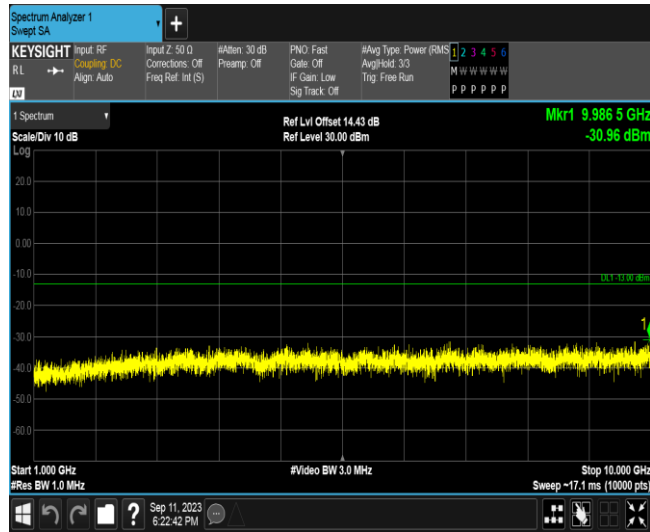 Spectrum Analyzer 1
Swept SA
+
KEYSIGHT
RL
LXI
Input: RF
Coupling: DC
Align: Auto
Input Z: 50 Ω
Corrections: Off
Freq Ref: Int (S)
#Atten: 30 dB
Preamp: Off
PNO: Fast
Gate: Off
IF Gain: Low
Sig Track: Off
#Avg Type: Power (RMS
Avg|Hold: 3/3
Trig: Free Run
1 2 3 4 5 6
M W W W W W
P P P P P P
1 Spectrum
Scale/Div 10 dB
Ref Lvl Offset 14.43 dB
Ref Level 30.00 dBm
Mkr1 9.986 5 GHz
-30.96 dBm
Log
20.0
10.0
0.00
-10.0
DL1 -13.00 dBm
-20.0
1
-30.0
-40.0
-50.0
-60.0
Start 1.000 GHz
#Video BW 3.0 MHz
Stop 10.000 GHz
#Res BW 1.0 MHz
Sweep ~17.1 ms (10000 pts)
?
Sep 11, 2023
6:22:42 PM